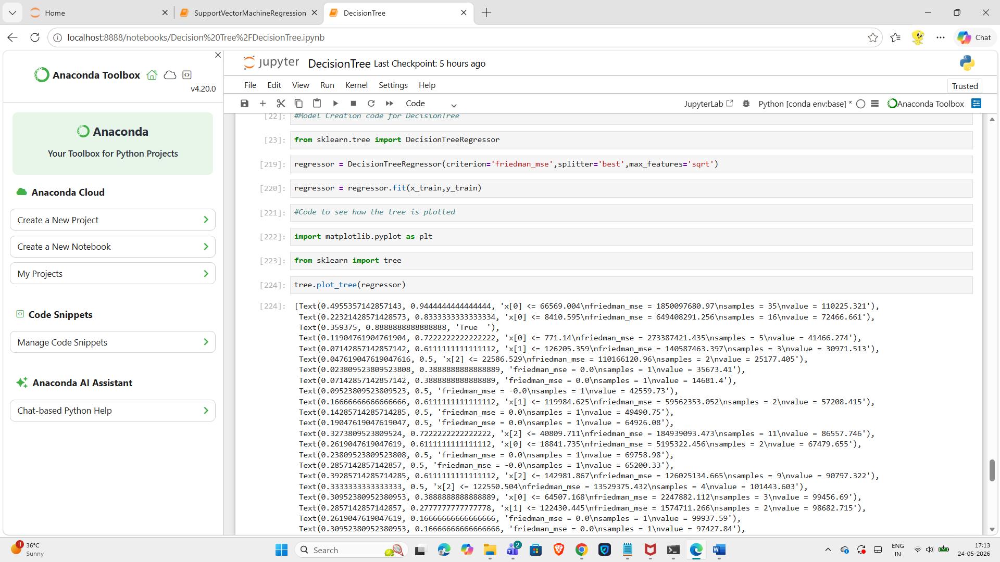 Home
SupportVectorMachineRegression
DecisionTree
localhost:8888/notebooks/Decision%20Tree%2FDecisionTree.ipynb
Chat
Anaconda Toolbox
v4.20.0
Anaconda
Your Toolbox for Python Projects
Anaconda Cloud
Create a New Project
Create a New Notebook
My Projects
Code Snippets
Manage Code Snippets
Anaconda AI Assistant
Chat-based Python Help
jupyter DecisionTree Last Checkpoint: 5 hours ago
File Edit View Run Kernel Settings Help
Trusted
Code
JupyterLab Python [conda env:base] * Anaconda Toolbox
[22]: #Model Creation code for DecisionTree
[23]: from sklearn.tree import DecisionTreeRegressor
[219]: regressor = DecisionTreeRegressor(criterion='friedman_mse',splitter='best',max_features='sqrt')
[220]: regressor = regressor.fit(x_train,y_train)
[221]: #Code to see how the tree is plotted
[222]: import matplotlib.pyplot as plt
[223]: from sklearn import tree
[224]: tree.plot_tree(regressor)
[224]: [Text(0.4955357142857143, 0.9444444444444444, 'x[0] <= 66569.004\nfriedman_mse = 1850097680.97\nsamples = 35\nvalue = 110225.321'),
Text(0.22321428571428573, 0.8333333333333334, 'x[0] <= 8410.595\nfriedman_mse = 649408291.256\nsamples = 16\nvalue = 72466.661'),
Text(0.359375, 0.8888888888888888, 'True  '),
Text(0.11904761904761904, 0.7222222222222222, 'x[0] <= 771.14\nfriedman_mse = 273387421.435\nsamples = 5\nvalue = 41466.274'),
Text(0.07142857142857142, 0.6111111111111112, 'x[1] <= 126205.359\nfriedman_mse = 140587463.397\nsamples = 3\nvalue = 30971.513'),
Text(0.047619047619047616, 0.5, 'x[2] <= 22586.529\nfriedman_mse = 110166120.96\nsamples = 2\nvalue = 25177.405'),
Text(0.023809523809523808, 0.3888888888888889, 'friedman_mse = 0.0\nsamples = 1\nvalue = 35673.41'),
Text(0.07142857142857142, 0.3888888888888889, 'friedman_mse = 0.0\nsamples = 1\nvalue = 14681.4'),
Text(0.09523809523809523, 0.5, 'friedman_mse = -0.0\nsamples = 1\nvalue = 42559.73'),
Text(0.16666666666666666, 0.6111111111111112, 'x[1] <= 119984.625\nfriedman_mse = 59562353.052\nsamples = 2\nvalue = 57208.415'),
Text(0.14285714285714285, 0.5, 'friedman_mse = 0.0\nsamples = 1\nvalue = 49490.75'),
Text(0.19047619047619047, 0.5, 'friedman_mse = 0.0\nsamples = 1\nvalue = 64926.08'),
Text(0.3273809523809524, 0.7222222222222222, 'x[2] <= 40809.711\nfriedman_mse = 184939093.473\nsamples = 11\nvalue = 86557.746'),
Text(0.2619047619047619, 0.6111111111111112, 'x[0] <= 18841.735\nfriedman_mse = 5195322.456\nsamples = 2\nvalue = 67479.655'),
Text(0.23809523809523808, 0.5, 'friedman_mse = 0.0\nsamples = 1\nvalue = 69758.98'),
Text(0.2857142857142857, 0.5, 'friedman_mse = -0.0\nsamples = 1\nvalue = 65200.33'),
Text(0.39285714285714285, 0.6111111111111112, 'x[2] <= 142981.867\nfriedman_mse = 126025134.665\nsamples = 9\nvalue = 90797.322'),
Text(0.3333333333333333, 0.5, 'x[2] <= 122550.504\nfriedman_mse = 13529375.432\nsamples = 4\nvalue = 101443.603'),
Text(0.30952380952380953, 0.3888888888888889, 'x[0] <= 64507.168\nfriedman_mse = 2247882.112\nsamples = 3\nvalue = 99456.69'),
Text(0.2857142857142857, 0.2777777777777778, 'x[1] <= 122430.445\nfriedman_mse = 1574711.266\nsamples = 2\nvalue = 98682.715'),
Text(0.2619047619047619, 0.16666666666666666, 'friedman_mse = 0.0\nsamples = 1\nvalue = 99937.59'),
Text(0.30952380952380953, 0.16666666666666666, 'friedman_mse = 0.0\nsamples = 1\nvalue = 97427.84'),
1
36°C
Sunny
Search
2
ENG
IN
17:13
24-05-2026